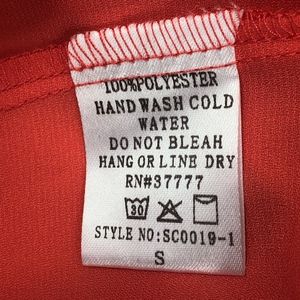 100%POLYESTER
HAND WASH COLD
WATER
DO NOT BLEAH
HANG OR LINE DRY
RN#37777
30
STYLE NO:SC0019-1
S